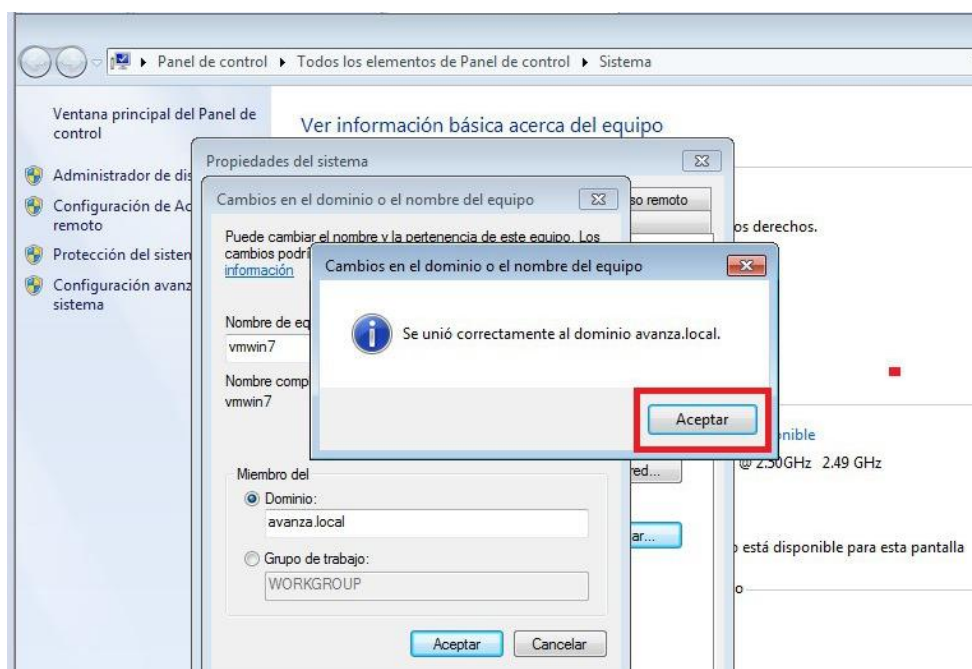 Panel de control ▸ Todos los elementos de Panel de control ▸ Sistema
Ventana principal del Panel de
control
Ver información básica acerca del equipo
Administrador de dis
Configuración de Ac
remoto
Protección del sisten
Configuración avanz
sistema
Propiedades del sistema
so remoto
os derechos.
Cambios en el dominio o el nombre del equipo
Puede cambiar el nombre y la pertenencia de este equipo. Los
cambios podrí
información
Nombre de eq
vmwin7
Nombre comp
vmwin7
Cambios en el dominio o el nombre del equipo
Se unió correctamente al dominio avanza.local.
Aceptar
nible
@ 2.50GHz 2.49 GHz
red...
Miembro del
Dominio:
avanza.local
ar...
está disponible para esta pantalla
Grupo de trabajo:
WORKGROUP
o
Aceptar
Cancelar